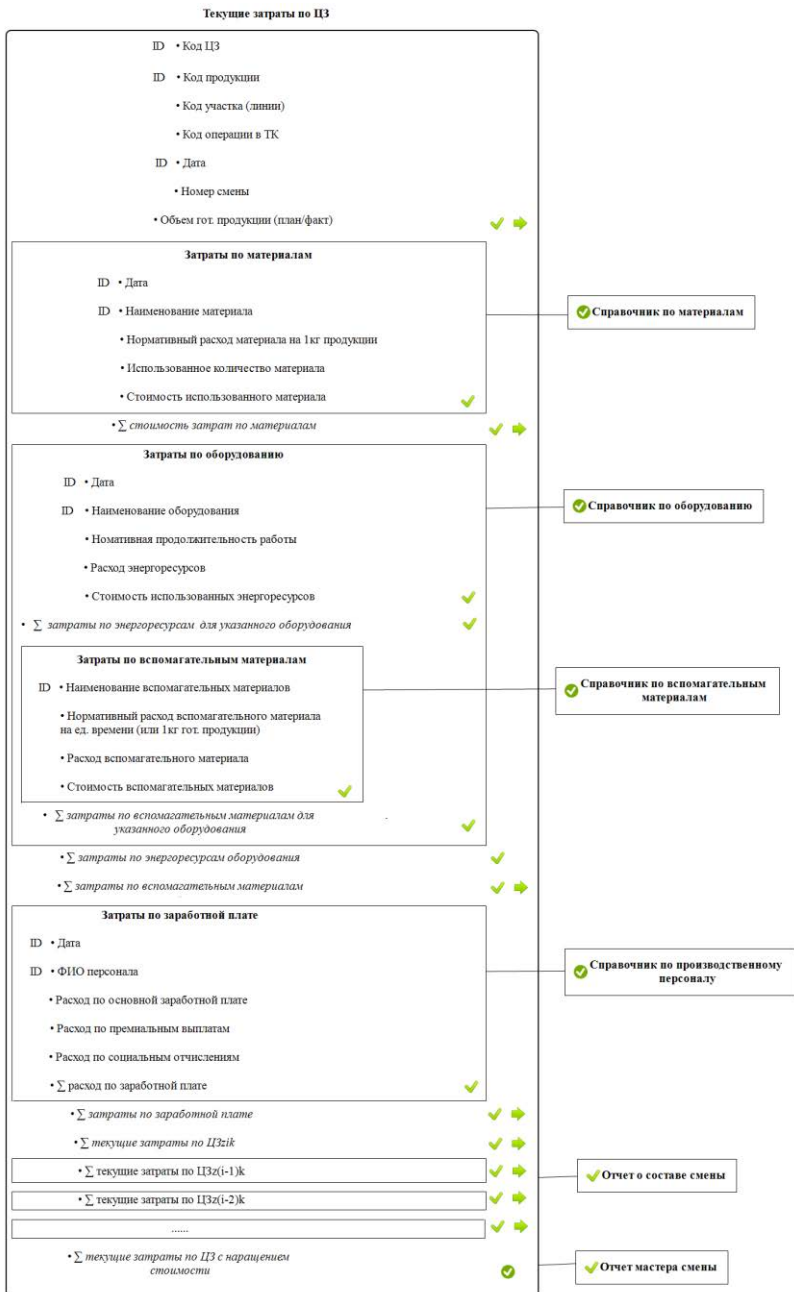 Текущие затраты по ЦЗ
ID • Код ЦЗ
ID • Код продукции
• Код участка (линии)
• Код операции в ТК
ID • Дата
• Номер смены
• Объем гот. продукции (план/факт)
Затраты по материалам
ID • Дата
ID • Наименование материала
• Нормативный расход материала на 1кг продукции
• Использованное количество материала
• Стоимость использованного материала
Справочник по материалам
• ∑ стоимость затрат по материалам
Затраты по оборудованию
ID • Дата
ID • Наименование оборудования
• Номативная продолжительность работы
• Расход энергоресурсов
• Стоимость использованных энергоресурсов
Справочник по оборудованию
• ∑ затраты по энергоресурсам для указанного оборудования
Затраты по вспомагательным материалам
ID • Наименование вспомагательных материалов
• Нормативный расход вспомагательного материала
на ед. времени (или 1кг гот. продукции)
• Расход вспомагательного материала
• Стоимость вспомагательных материалов
Справочник по вспомагательным
материалам
• ∑ затраты по вспомагательным материалам для
указанного оборудования
• ∑ затраты по энергоресурсам оборудования
• ∑ затраты по вспомагательным материалам
Затраты по заработной плате
ID • Дата
ID • ФИО персонала
• Расход по основной заработной плате
• Расход по премиальным выплатам
• Расход по социальным отчислениям
• ∑ расход по заработной плате
Справочник по производственному
персоналу
• ∑ затраты по заработной плате
• ∑ текущие затраты по ЦЗzik
• ∑ текущие затраты по ЦЗz(i-1)k
• ∑ текущие затраты по ЦЗz(i-2)k
......
Отчет о составе смены
• ∑ текущие затраты по ЦЗ с наращением
стоимости
Отчет мастера смены